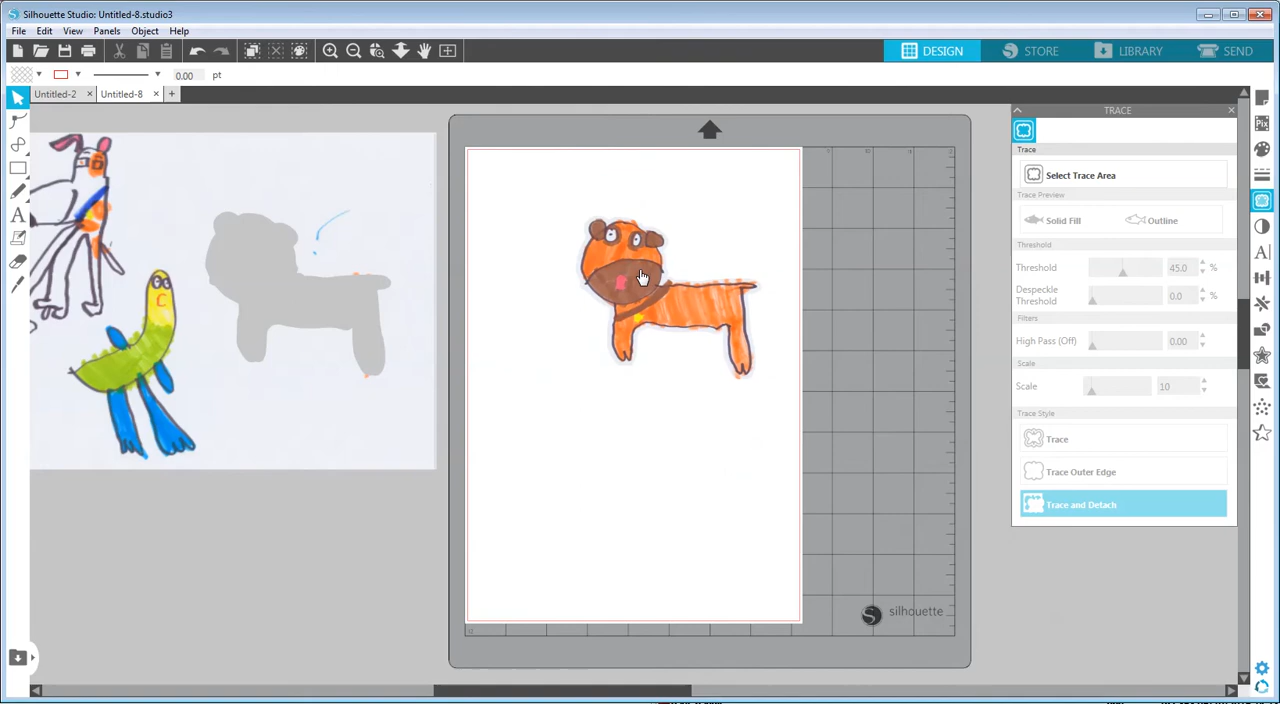 Silhouette Studio: Untitled-8.studio3
File Edit View Panels Object Help
DESIGN STORE LIBRARY SEND
0.00 pt
Untitled-2 × Untitled-8 × +
TRACE
Trace
Select Trace Area
Trace Preview
Solid Fill Outline
Threshold
Threshold 45.0 %
Despeckle
Threshold 0.0 %
Filters
High Pass (Off) 0.00
Scale
Scale 10
Trace Style
Trace
Trace Outer Edge
Trace and Detach
silhouette